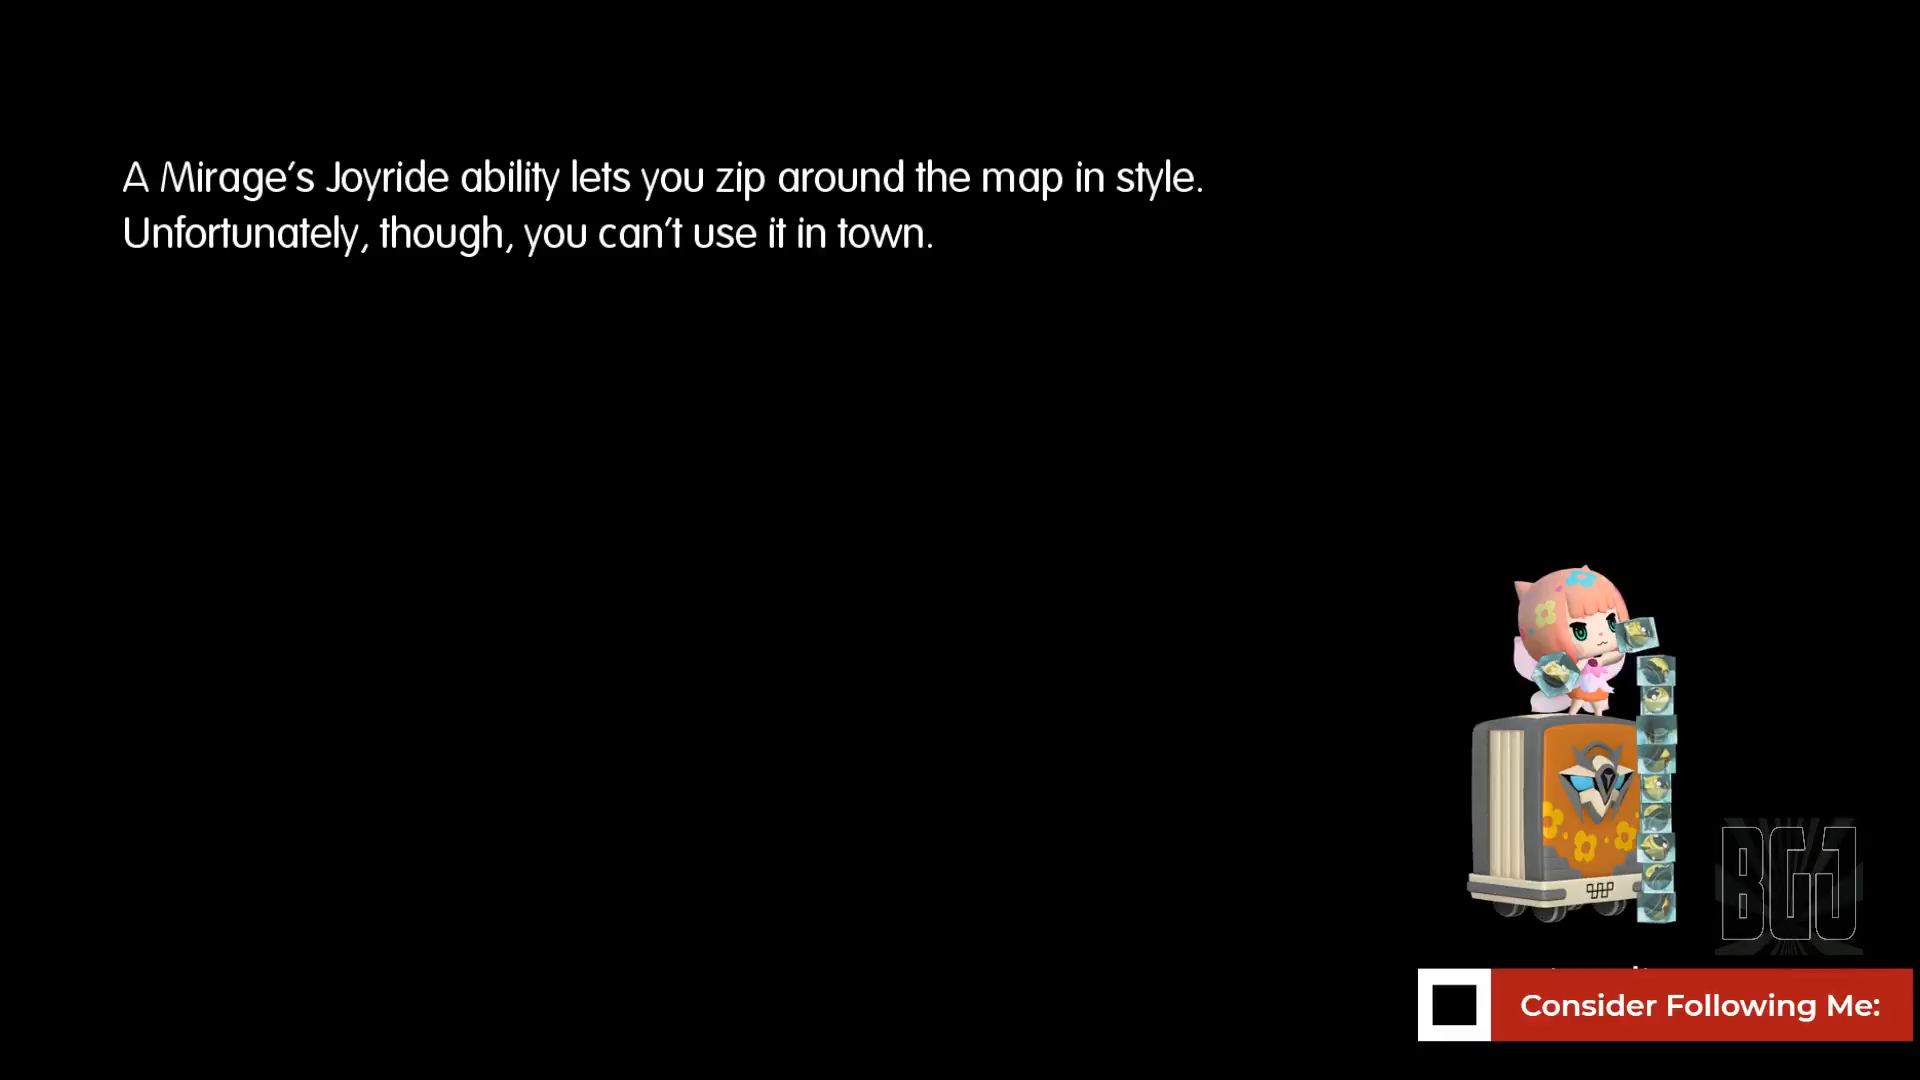 A Mirage's Joyride ability lets you zip around the map in style.
Unfortunately, though, you can't use it in town.
BGJ
Consider Following Me: